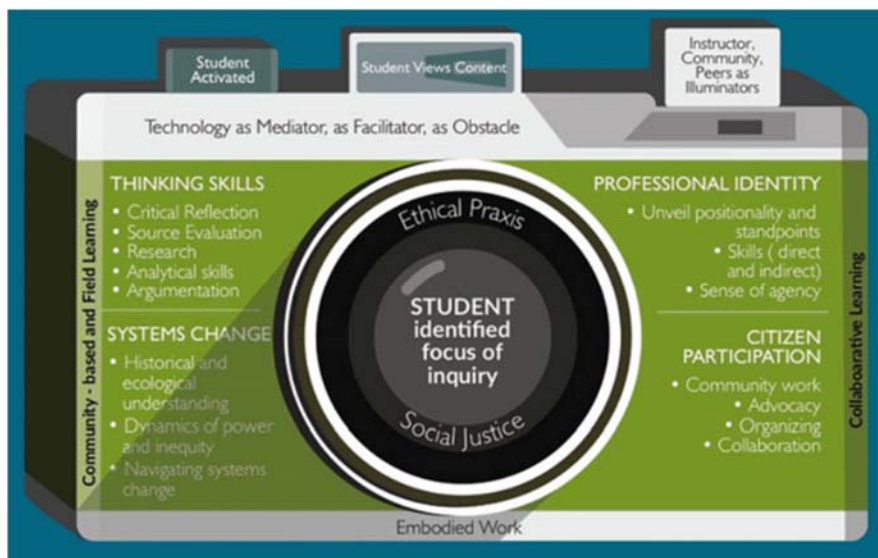 Student
Activated
Student Views Content
Instructor,
Community,
Peers as
Illuminators
Technology as Mediator, as Facilitator, as Obstacle
Community - based and Field Learning
THINKING SKILLS
• Critical Reflection
• Source Evaluation
• Research
• Analytical skills
• Argumentation
SYSTEMS CHANGE
• Historical and
ecological
understanding
• Dynamics of power
and inequity
• Navigating systems
change
Ethical Praxis
STUDENT
identified
focus of
inquiry
Social Justice
PROFESSIONAL IDENTITY
• Unveil positionality and
standpoints
• Skills ( direct
and indirect)
• Sense of agency
CITIZEN
PARTICIPATION
• Community work
• Advocacy
• Organizing
• Collaboration
Collaboarative Learning
Embodied Work